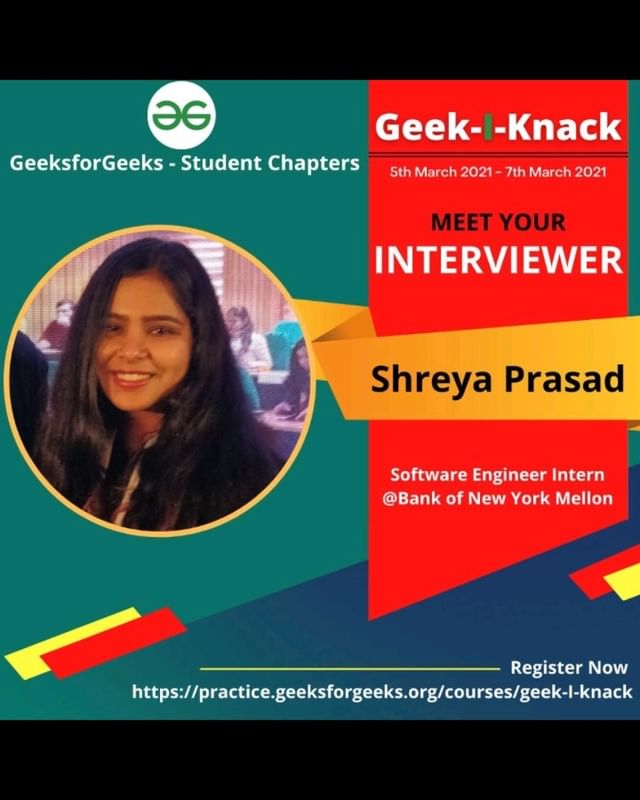 GeeksforGeeks - Student Chapters
Geek-I-Knack
5th March 2021 - 7th March 2021
MEET YOUR
INTERVIEWER
Shreya Prasad
Software Engineer Intern
@Bank of New York Mellon
Register Now
https://practice.geeksforgeeks.org/courses/geek-I-knack